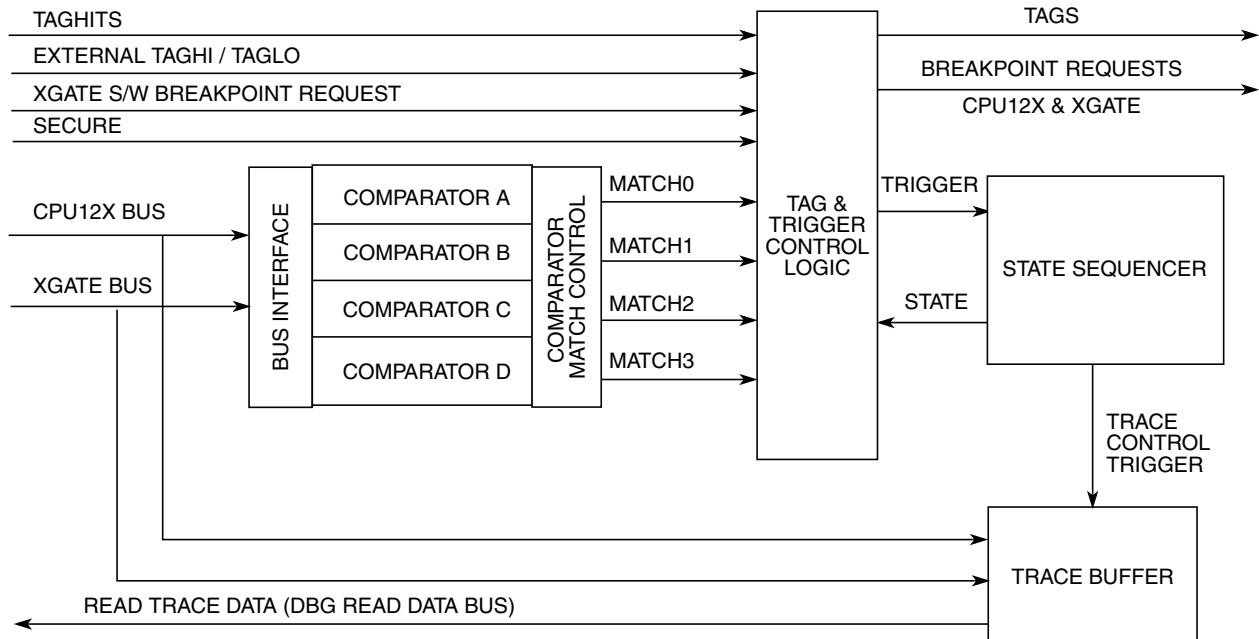 TAGHITS
TAGS
EXTERNAL TAGHI / TAGLO
BREAKPOINT REQUESTS
XGATE S/W BREAKPOINT REQUEST
CPU12X & XGATE
SECURE
CPU12X BUS
XGATE BUS
BUS INTERFACE
COMPARATOR A
COMPARATOR B
COMPARATOR C
COMPARATOR D
COMPARATOR
MATCH CONTROL
MATCH0
MATCH1
MATCH2
MATCH3
TAG &
TRIGGER
CONTROL
LOGIC
TRIGGER
STATE
STATE SEQUENCER
TRACE
CONTROL
TRIGGER
TRACE BUFFER
READ TRACE DATA (DBG READ DATA BUS)